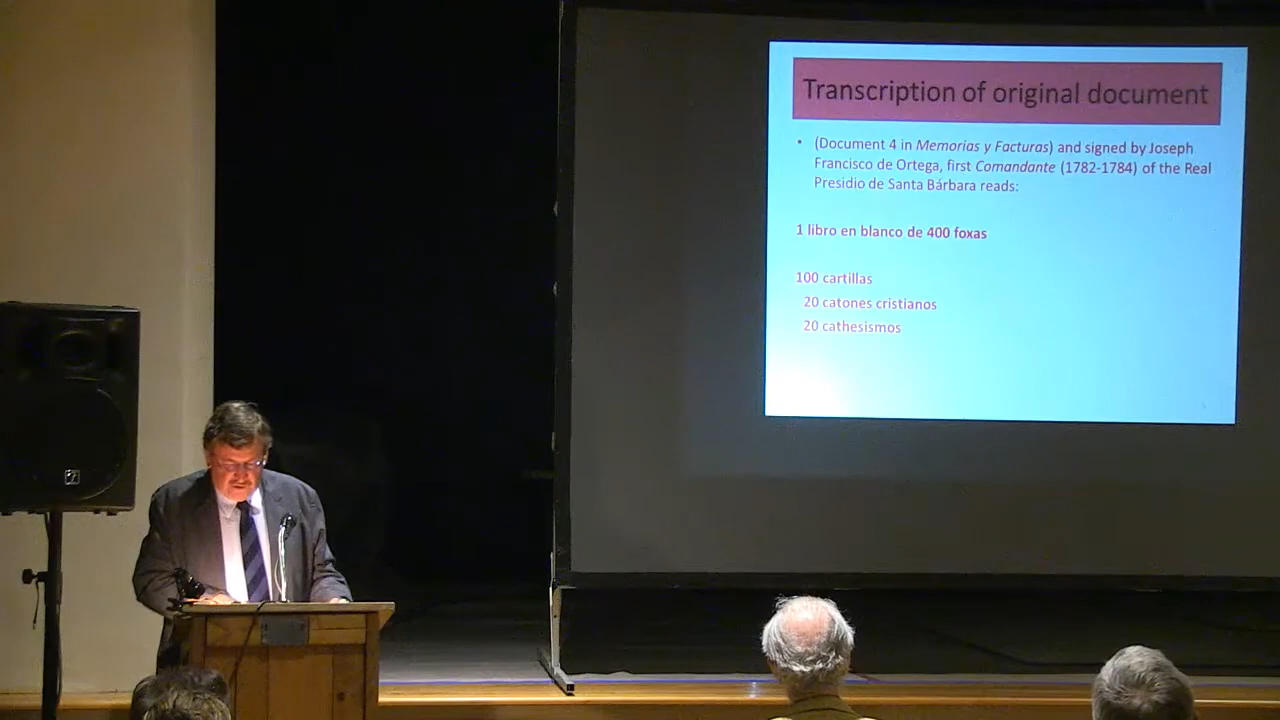 Transcription of original document
• (Document 4 in Memorias y Facturas) and signed by Joseph
Francisco de Ortega, first Comandante (1782-1784) of the Real
Presidio de Santa Bárbara reads:
1 libro en blanco de 400 foxas
100 cartillas
20 catones cristianos
20 cathesismos